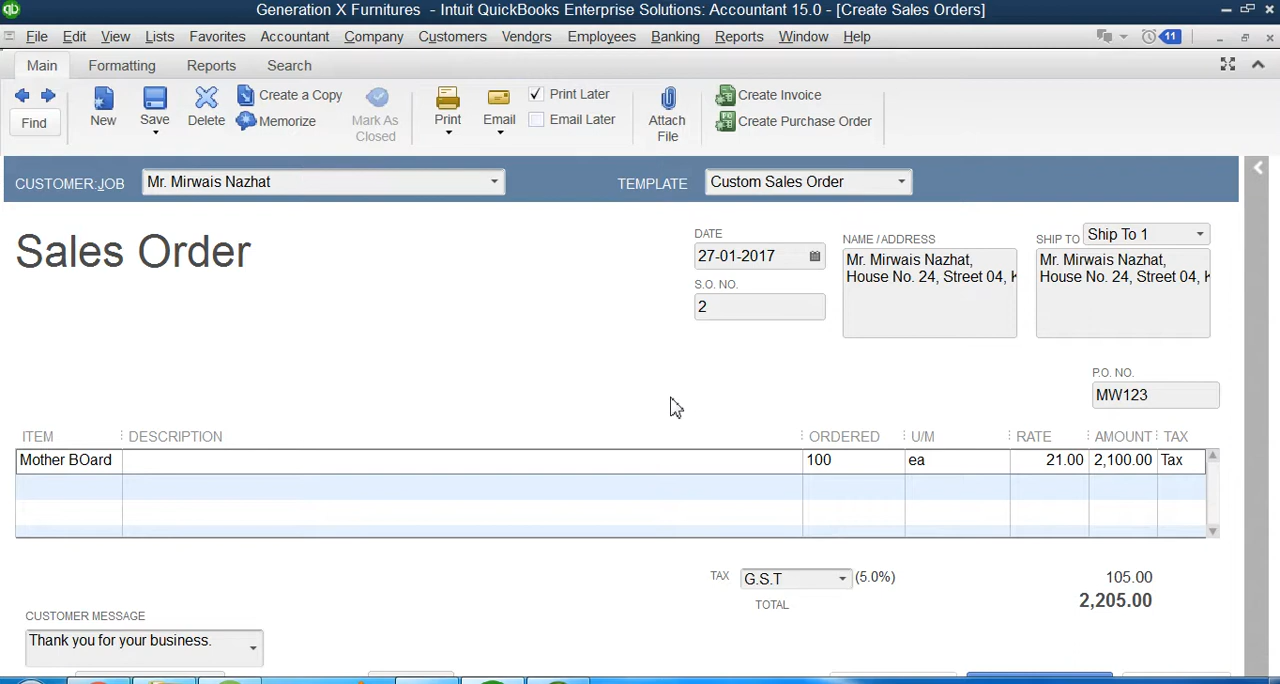 Generation X Furnitures - Intuit QuickBooks Enterprise Solutions: Accountant 15.0 - [Create Sales Orders]
File Edit View Lists Favorites Accountant Company Customers Vendors Employees Banking Reports Window Help 11
Main Formatting Reports Search
Find New Save Delete Create a Copy Memorize Mark As Closed Print Email Print Later Email Later Attach File Create Invoice Create Purchase Order
CUSTOMER:JOB Mr. Mirwais Nazhat TEMPLATE Custom Sales Order
Sales Order
DATE
27-01-2017
S.O. NO.
2
NAME / ADDRESS
Mr. Mirwais Nazhat,
House No. 24, Street 04, K
SHIP TO Ship To 1
Mr. Mirwais Nazhat,
House No. 24, Street 04, K
P.O. NO.
MW123
ITEM DESCRIPTION ORDERED U/M RATE AMOUNT TAX
Mother BOard 100 ea 21.00 2,100.00 Tax
TAX G.S.T (5.0%) 105.00
TOTAL 2,205.00
CUSTOMER MESSAGE
Thank you for your business.